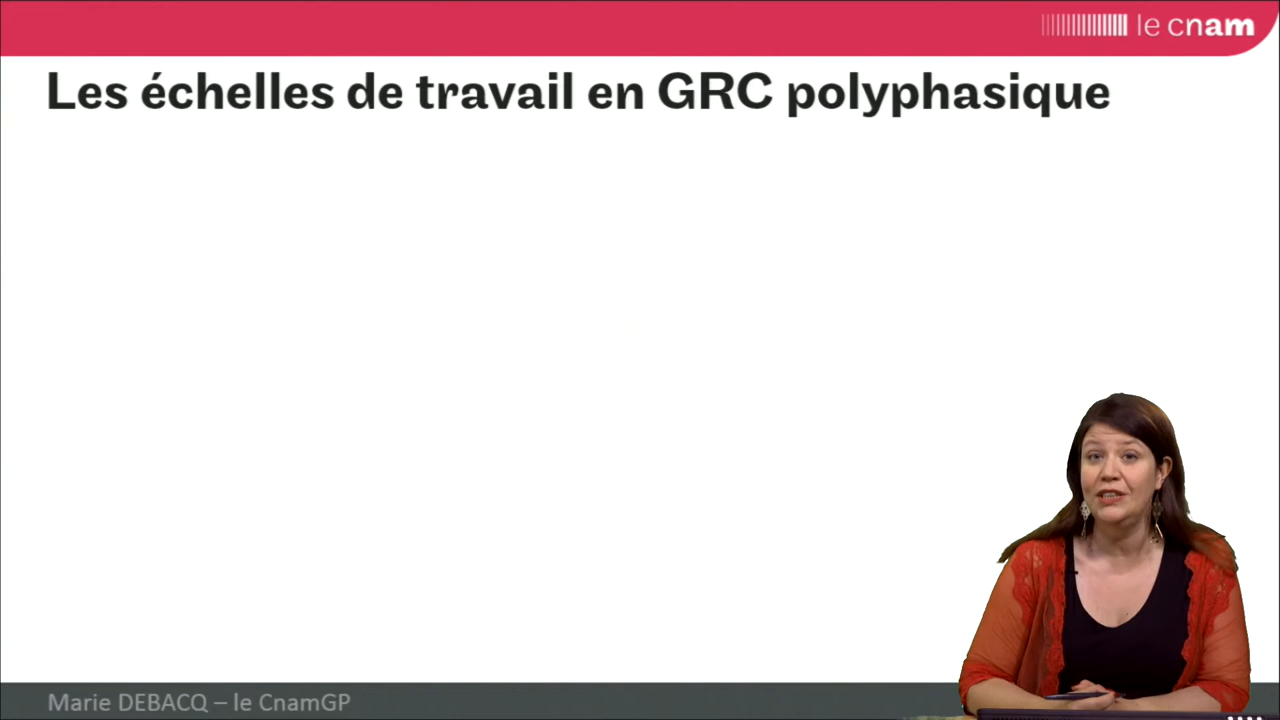 le cnam
Les échelles de travail en GRC polyphasique
Marie DEBACQ – le CnamGP